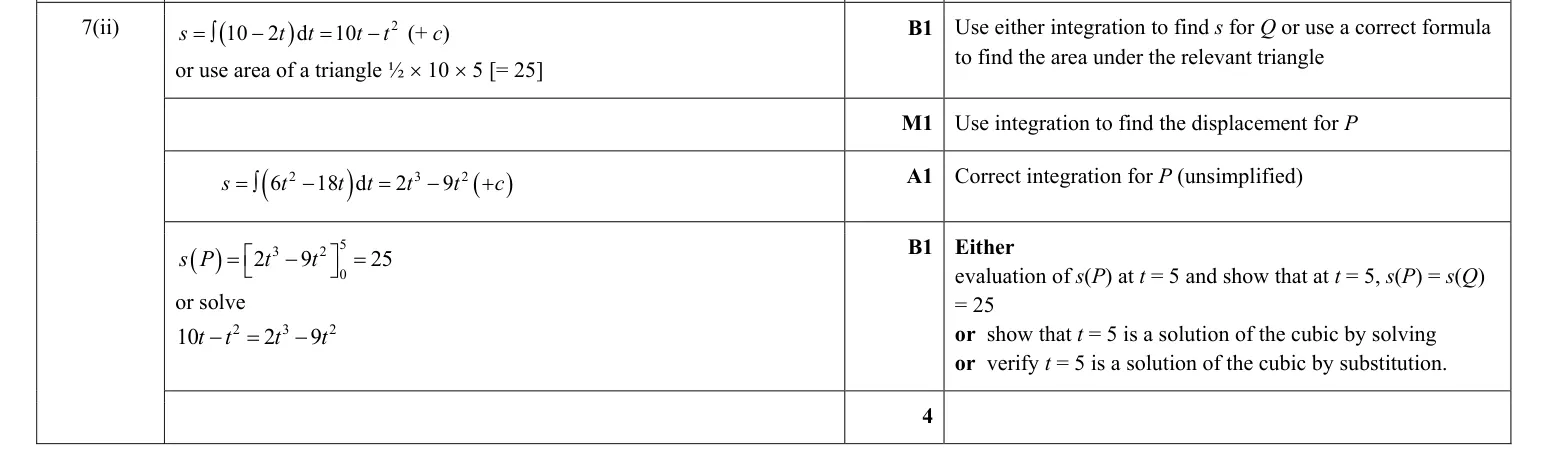 7(ii)
s = ∫(10 − 2t)dt = 10t − t² (+ c)
or use area of a triangle ½ × 10 × 5 [= 25]
B1
Use either integration to find s for Q or use a correct formula
to find the area under the relevant triangle
M1
Use integration to find the displacement for P
s = ∫(6t² − 18t)dt = 2t³ − 9t² (+c)
A1
Correct integration for P (unsimplified)
s(P) = [2t³ − 9t²]₀⁵ = 25
or solve
10t − t² = 2t³ − 9t²
B1
Either
evaluation of s(P) at t = 5 and show that at t = 5, s(P) = s(Q)
= 25
or show that t = 5 is a solution of the cubic by solving
or verify t = 5 is a solution of the cubic by substitution.
4